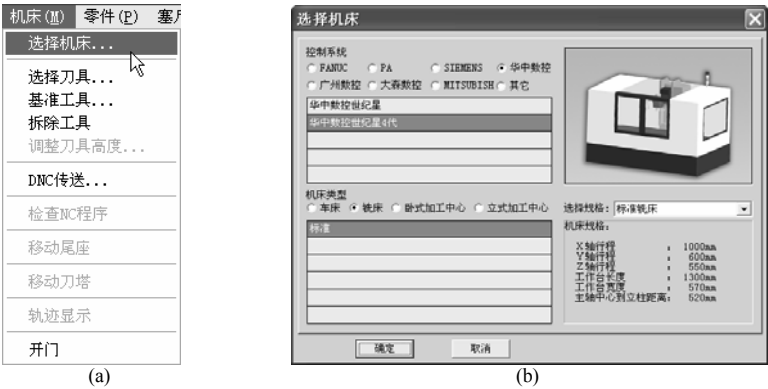 机床(M) 零件(P) 塞尺
选择机床...
选择刀具...
基准工具...
拆除工具
调整刀具高度...
DNC传送...
检查NC程序
移动尾座
移动刀塔
轨迹显示
开门
(a)
选择机床
控制系统
FANUC PA SIEMENS 华中数控
广州数控 大森数控 MITSUBISH 其它
华中数控世纪星
华中数控世纪星4代
机床类型
车床 铣床 卧式加工中心 立式加工中心
标准
选择规格: 标准铣床
机床规格:
X轴行程 : 1000mm
Y轴行程 : 600mm
Z轴行程 : 550mm
工作台长度 : 1300mm
工作台宽度 : 570mm
主轴中心到立柱距离: 520mm
确定 取消
(b)